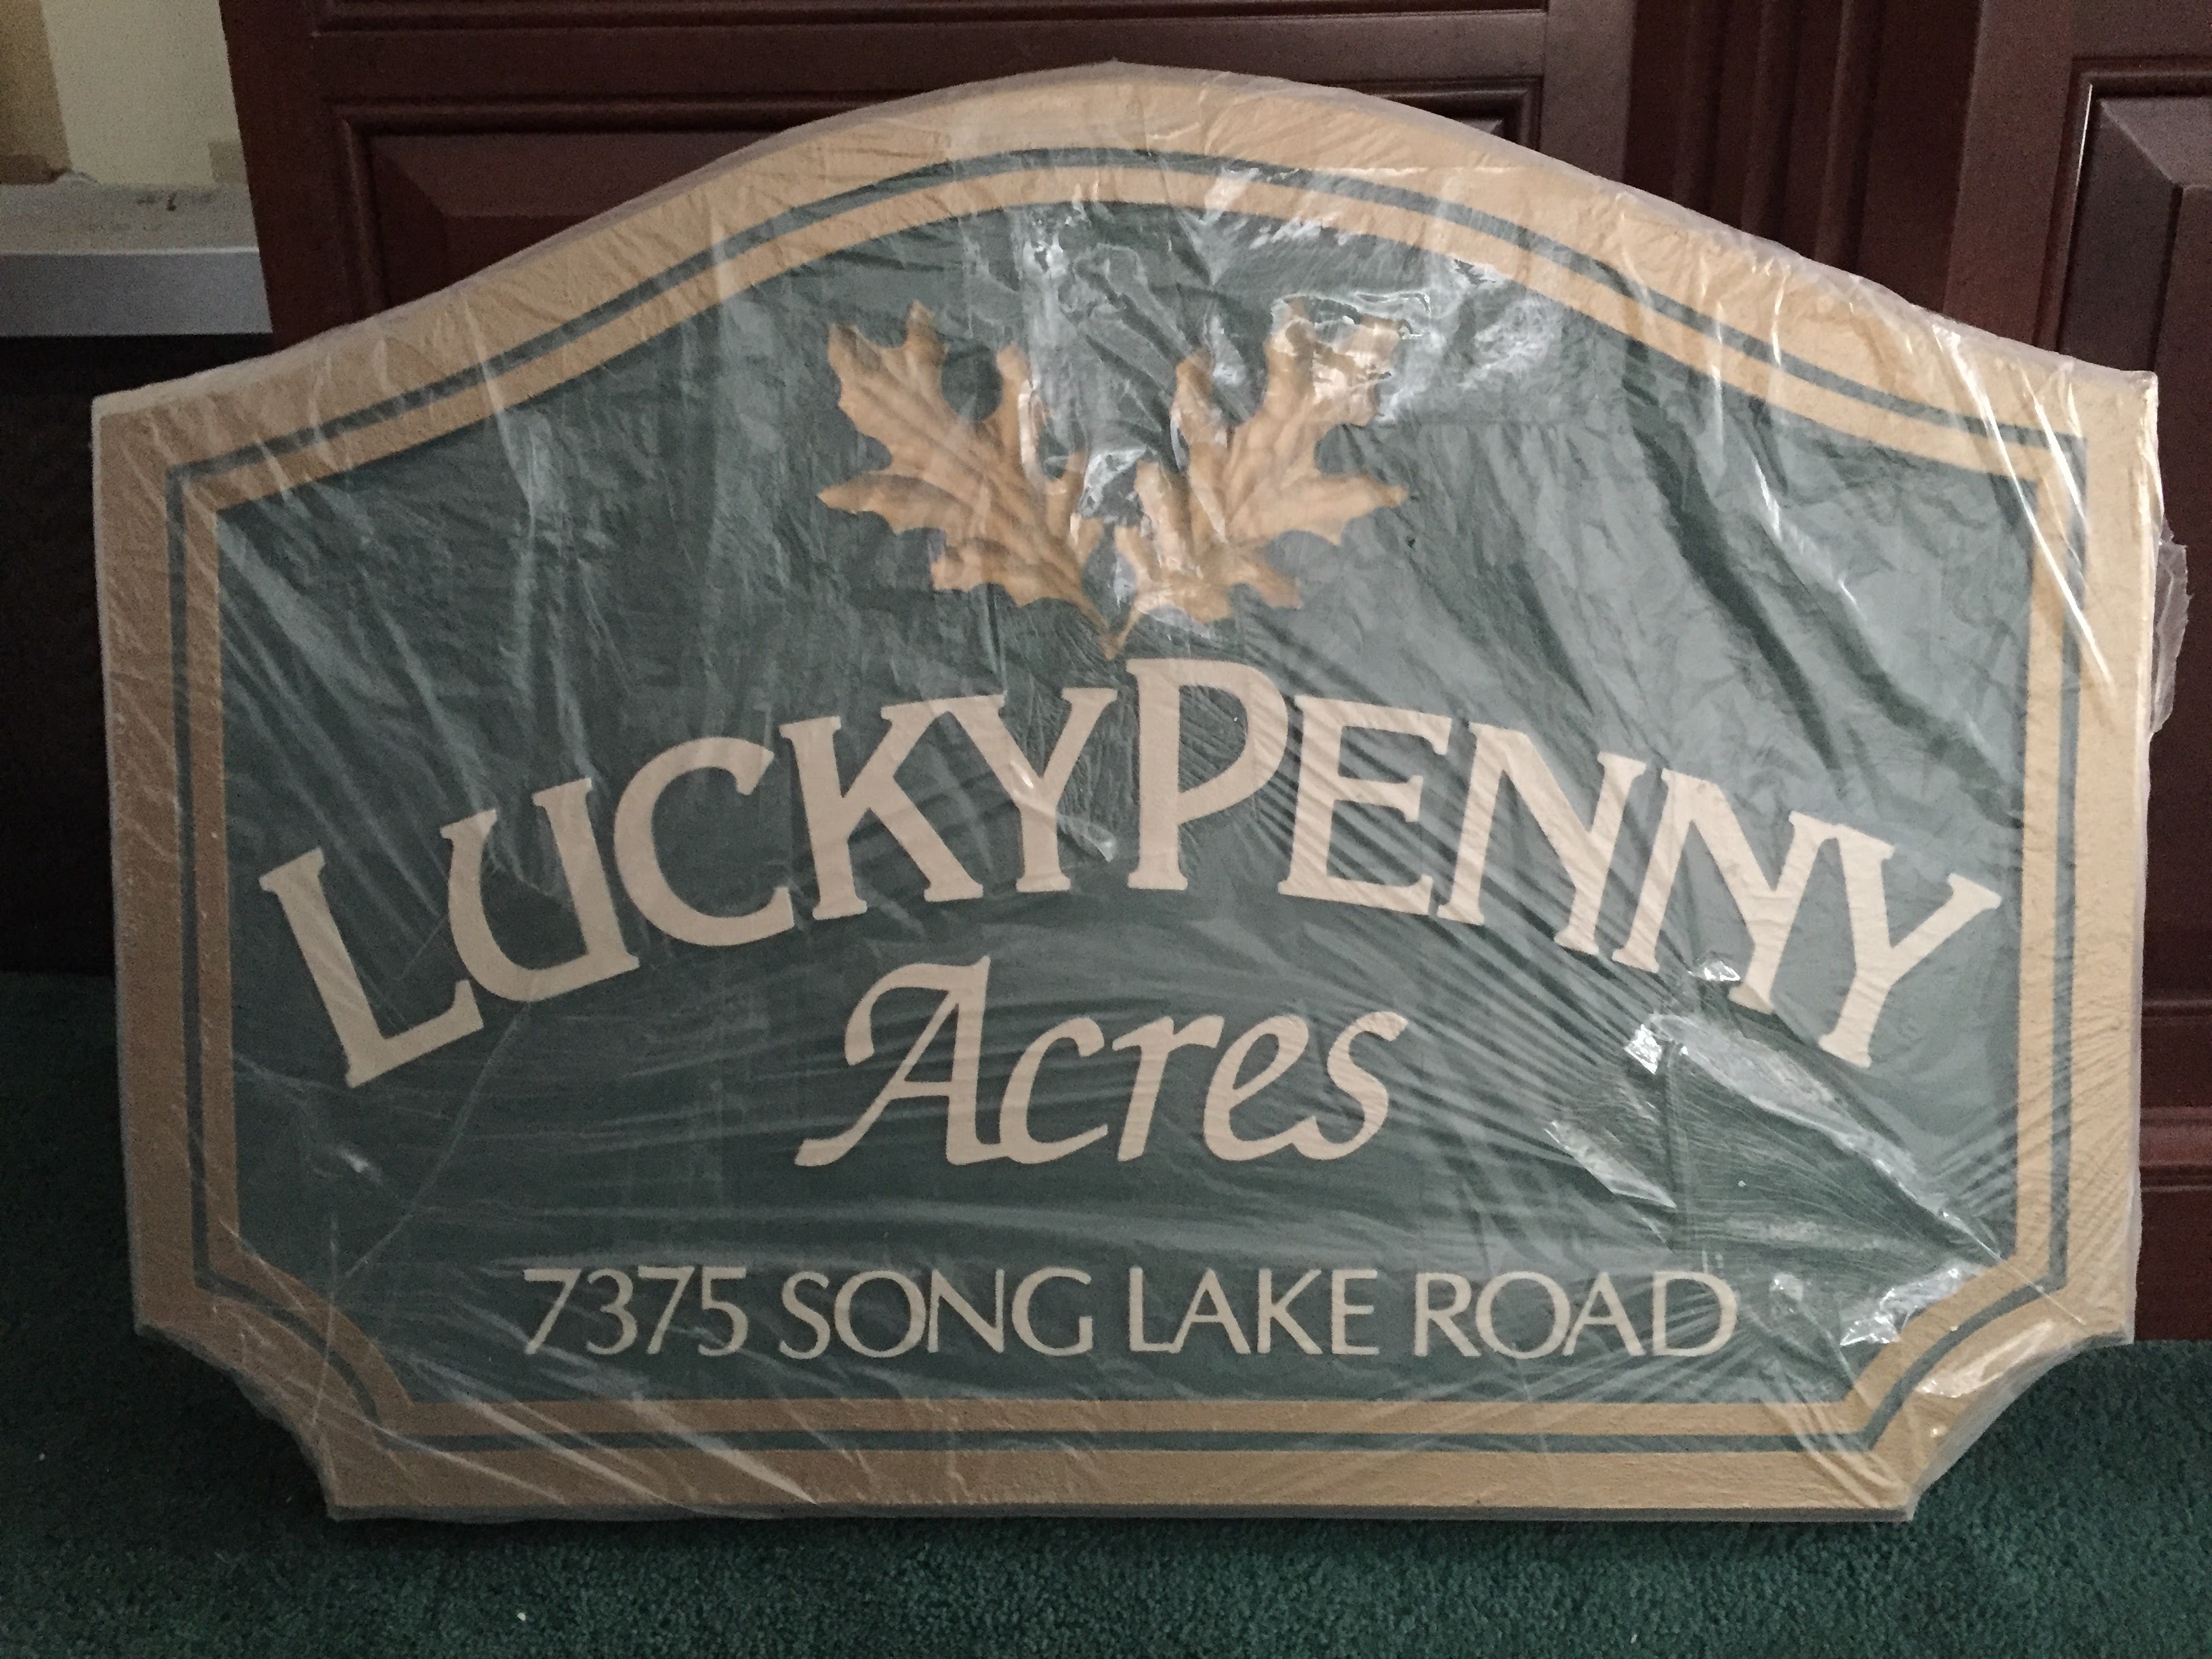 LUCKY PENNY
Acres
7375 SONG LAKE ROAD